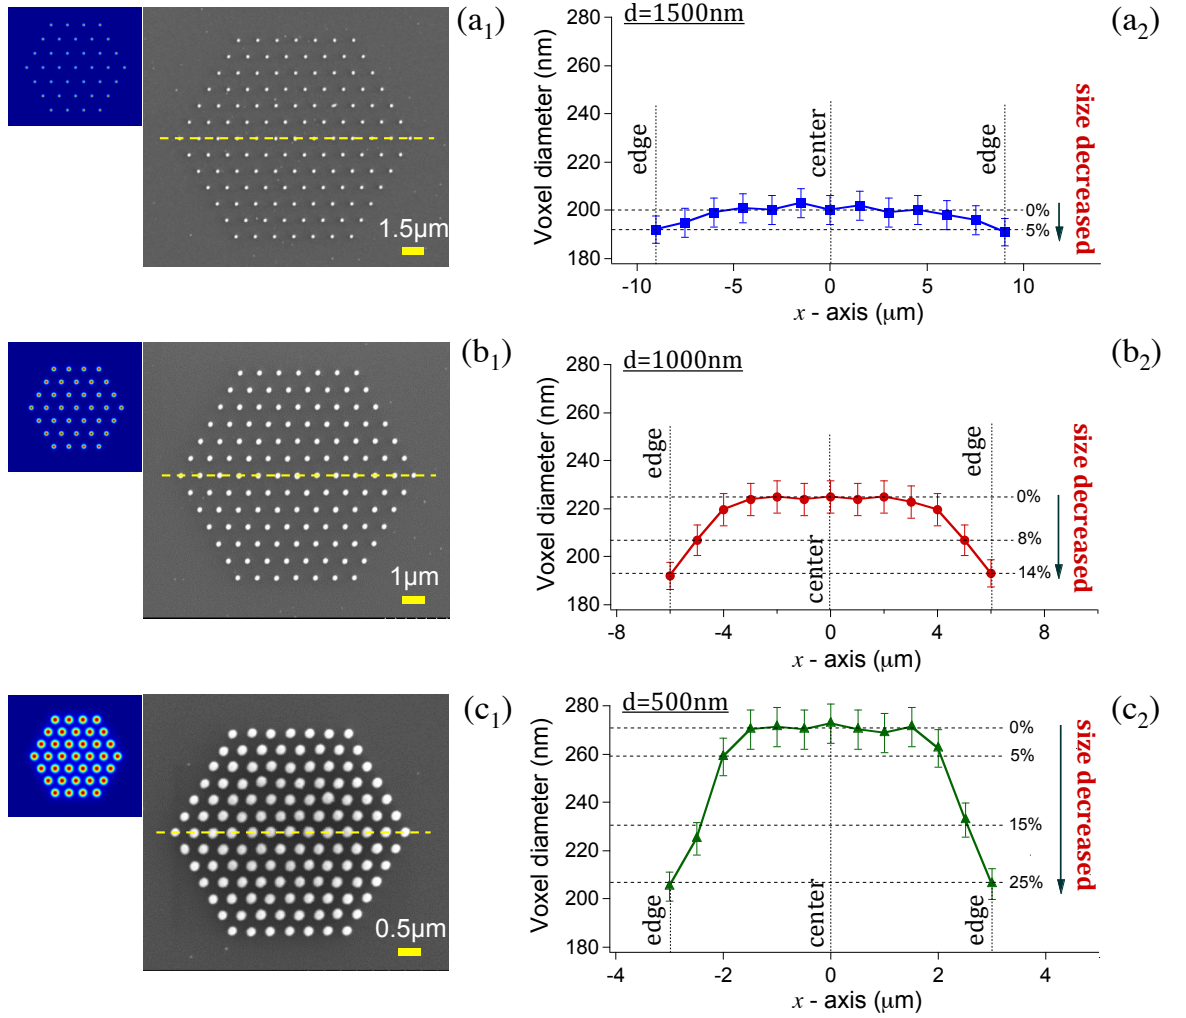 (a1)
1.5μm
(a2)
d=1500nm
280
260
240
220
200
180
Voxel diameter (nm)
edge
center
edge
0%
5%
size decreased
-10
-5
0
5
10
x - axis (μm)
(b1)
1μm
(b2)
d=1000nm
280
260
240
220
200
180
Voxel diameter (nm)
edge
center
edge
0%
8%
14%
size decreased
-8
-4
0
4
8
x - axis (μm)
(c1)
0.5μm
(c2)
d=500nm
280
260
240
220
200
180
Voxel diameter (nm)
edge
center
edge
0%
5%
15%
25%
size decreased
-4
-2
0
2
4
x - axis (μm)